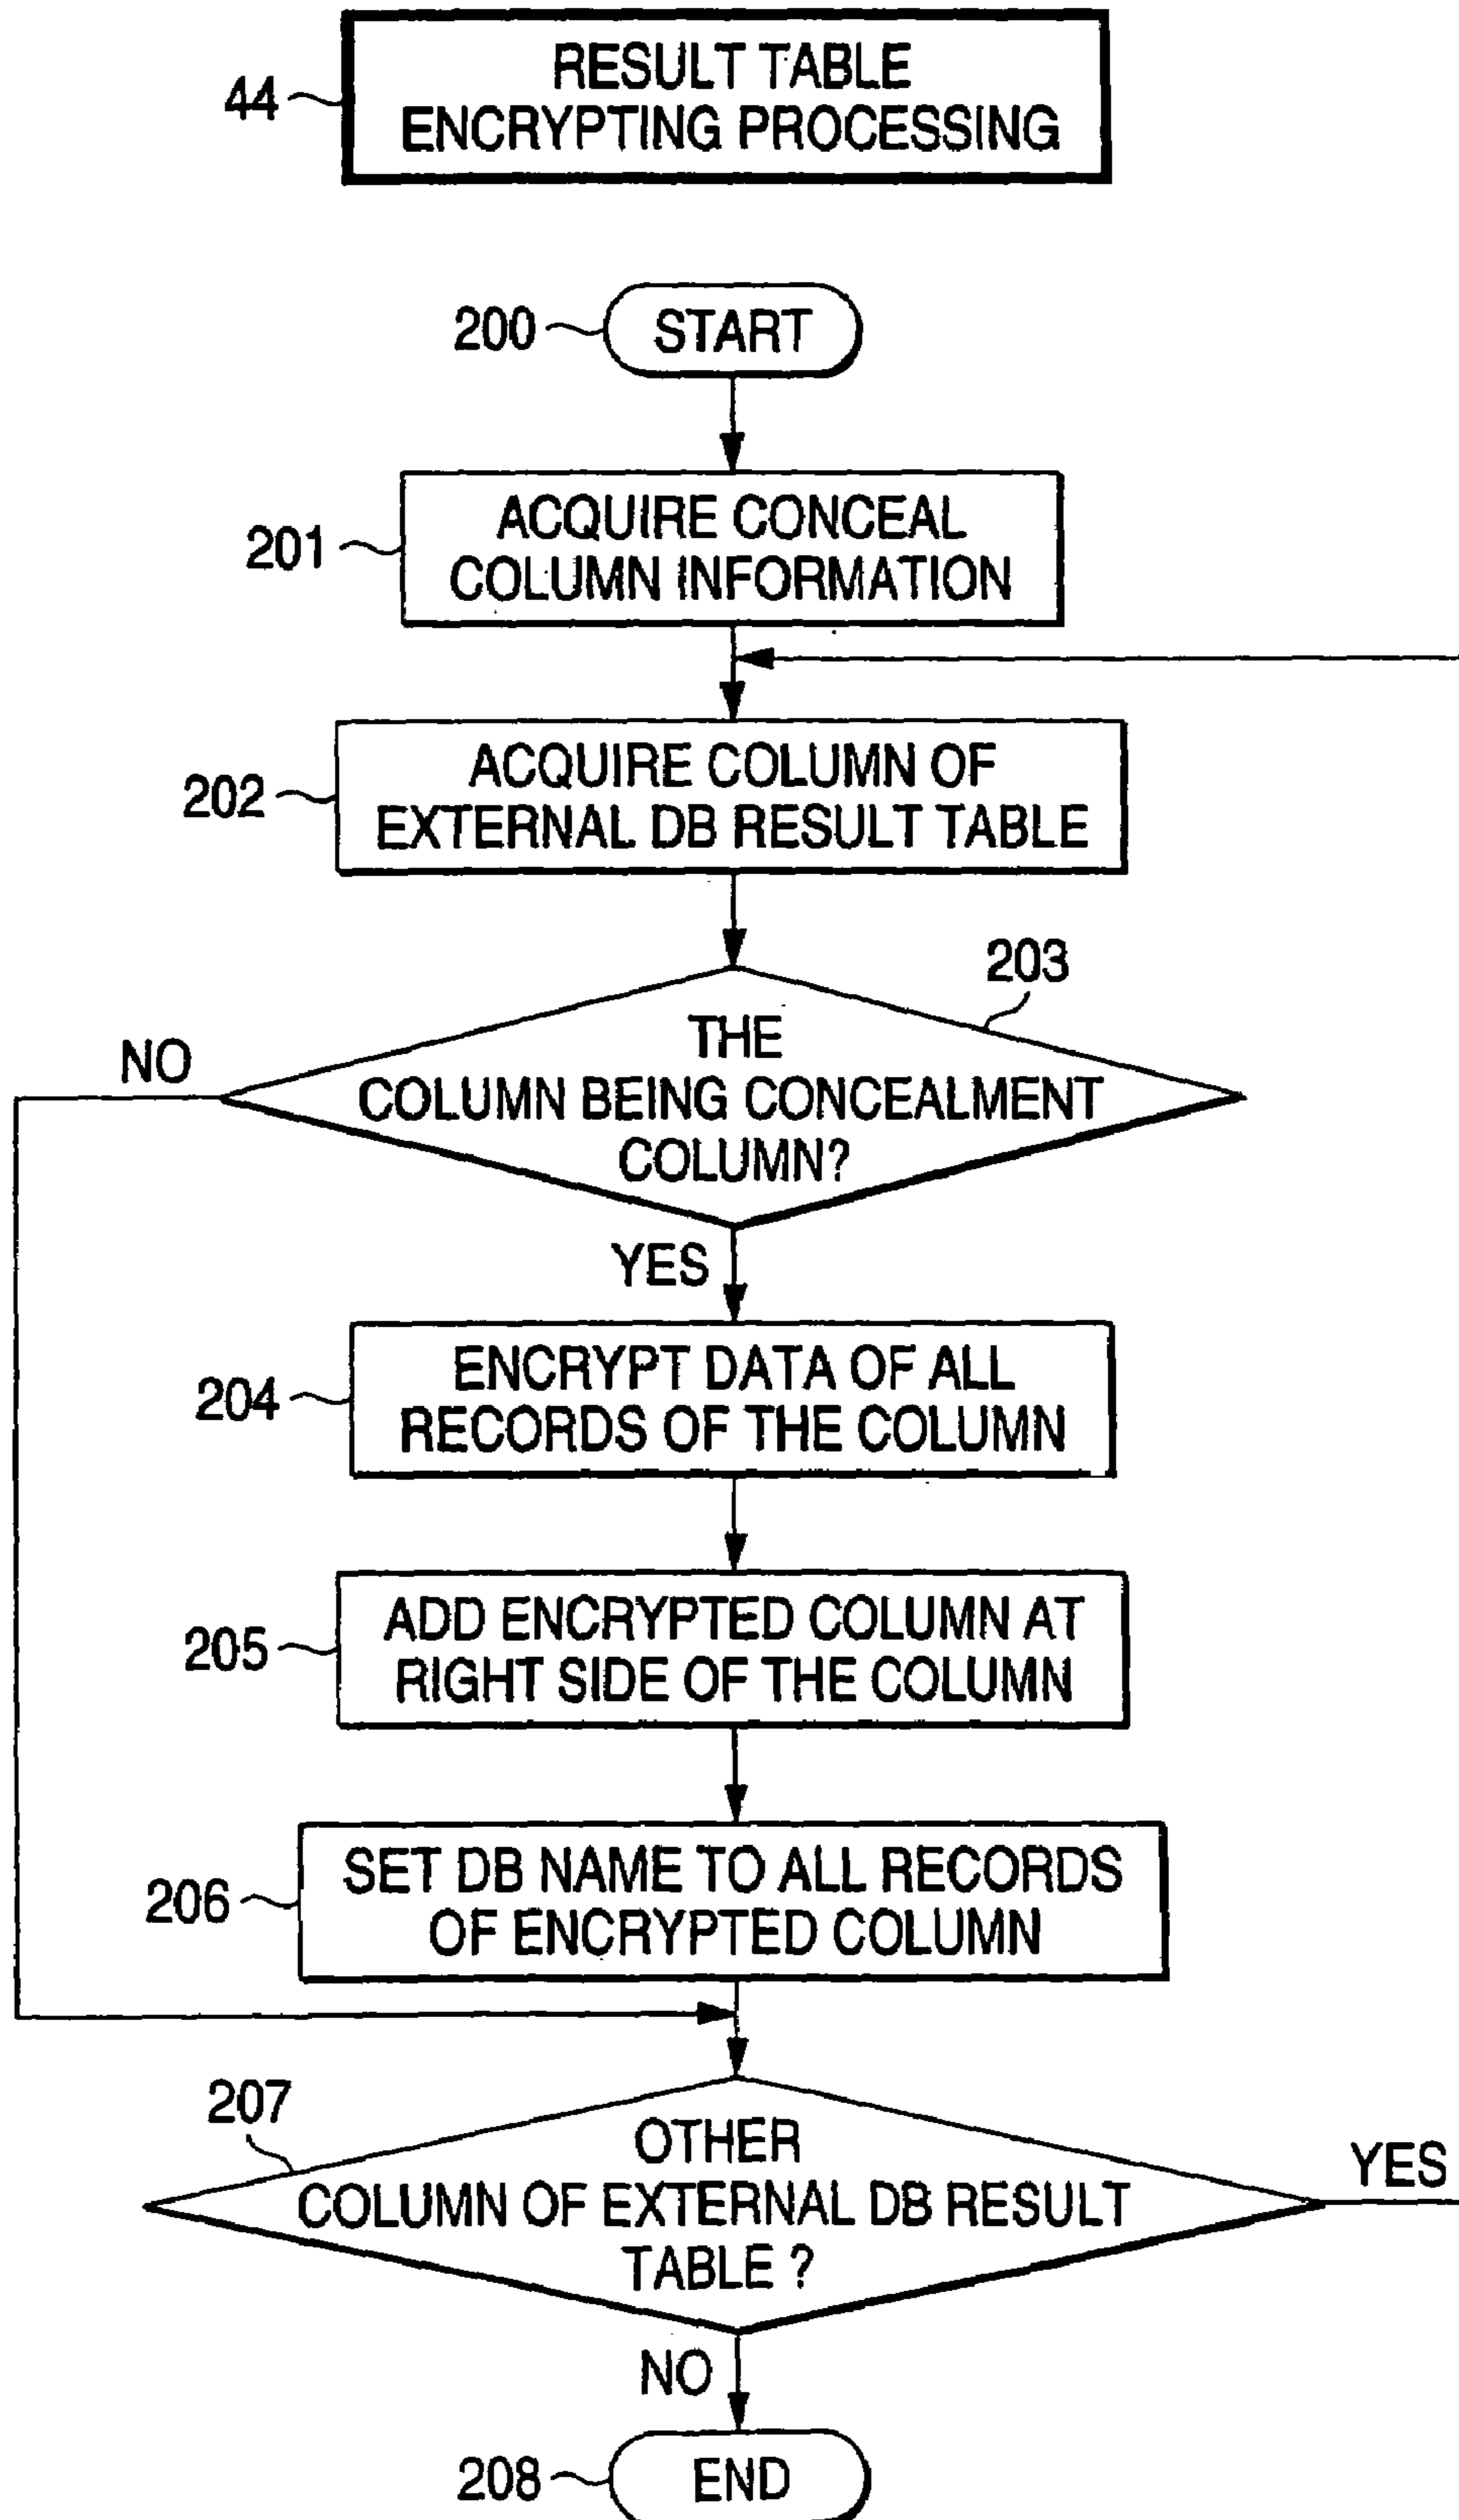 RESULT TABLE
ENCRYPTING PROCESSING
44
200
START
201
ACQUIRE CONCEAL
COLUMN INFORMATION
202
ACQUIRE COLUMN OF
EXTERNAL DB RESULT TABLE
203
THE
COLUMN BEING CONCEALMENT
COLUMN?
NO
YES
204
ENCRYPT DATA OF ALL
RECORDS OF THE COLUMN
205
ADD ENCRYPTED COLUMN AT
RIGHT SIDE OF THE COLUMN
206
SET DB NAME TO ALL RECORDS
OF ENCRYPTED COLUMN
207
OTHER
COLUMN OF EXTERNAL DB RESULT
TABLE ?
YES
NO
208
END